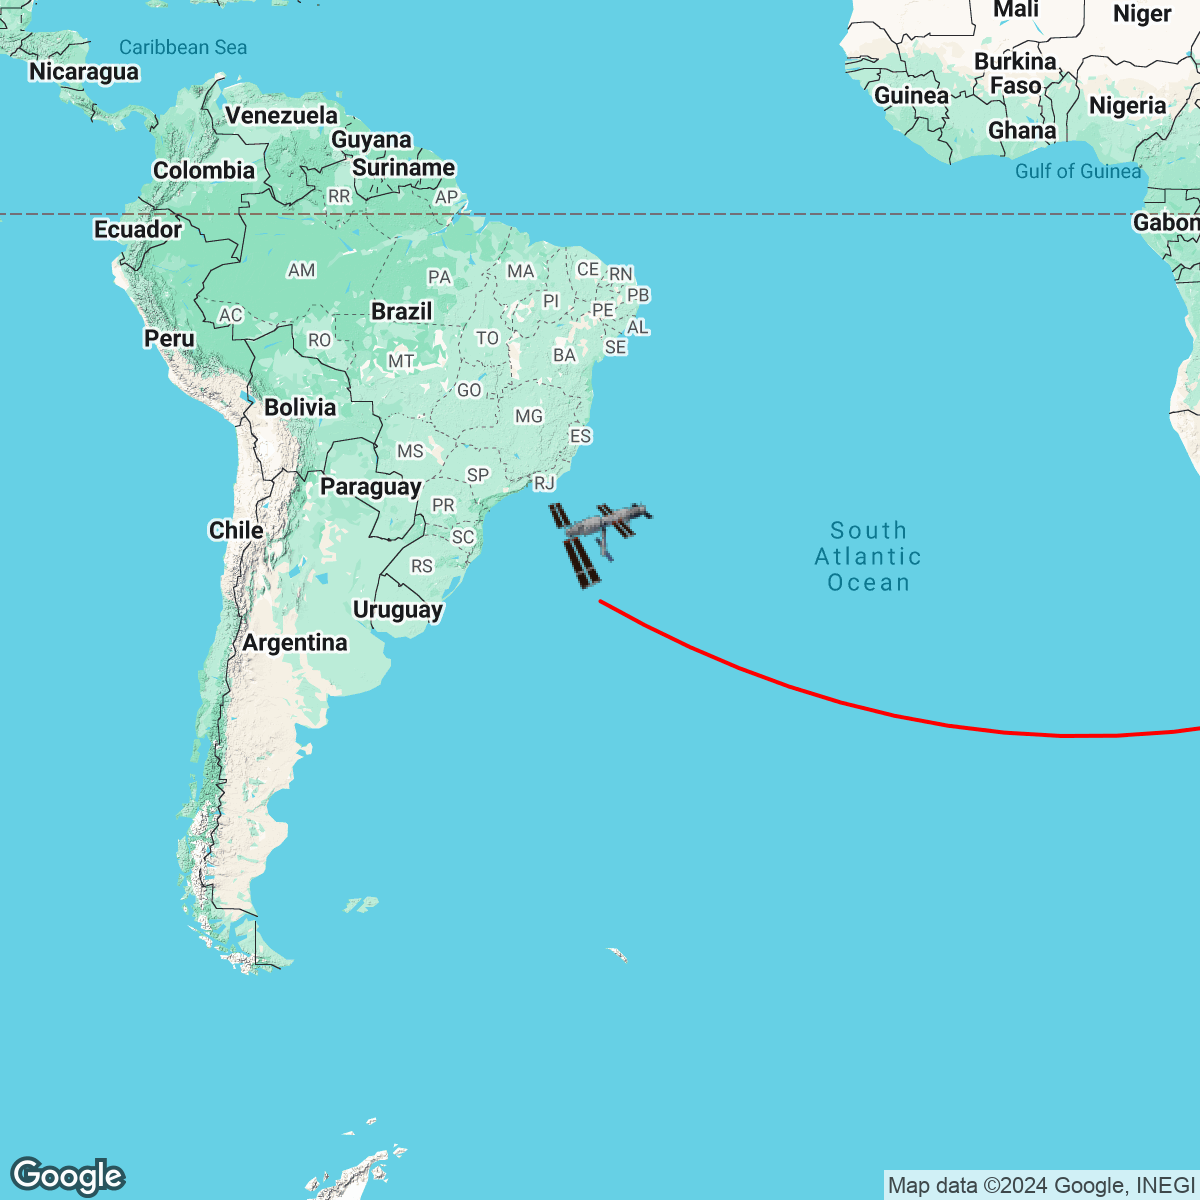 Mali
Niger
Caribbean Sea
Nicaragua
Burkina
Faso
Guinea
Nigeria
Venezuela
Ghana
Guyana
Colombia
Suriname
Gulf of Guinea
RR
AP
Ecuador
Gabon
AM
PA
MA
CE
RN
PI
PB
PE
Brazil
AC
AL
Peru
RO
TO
SE
MT
BA
GO
Bolivia
MG
ES
MS
SP
Paraguay
RJ
PR
Chile
SC
South
Atlantic
Ocean
RS
Uruguay
Argentina
Google
Map data ©2024 Google, INEGI